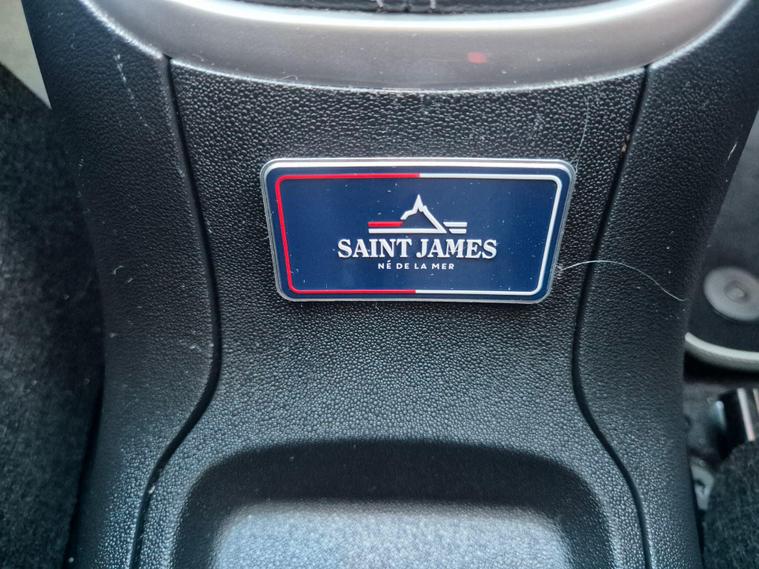 SAINT JAMES
NÉ DE LA MER